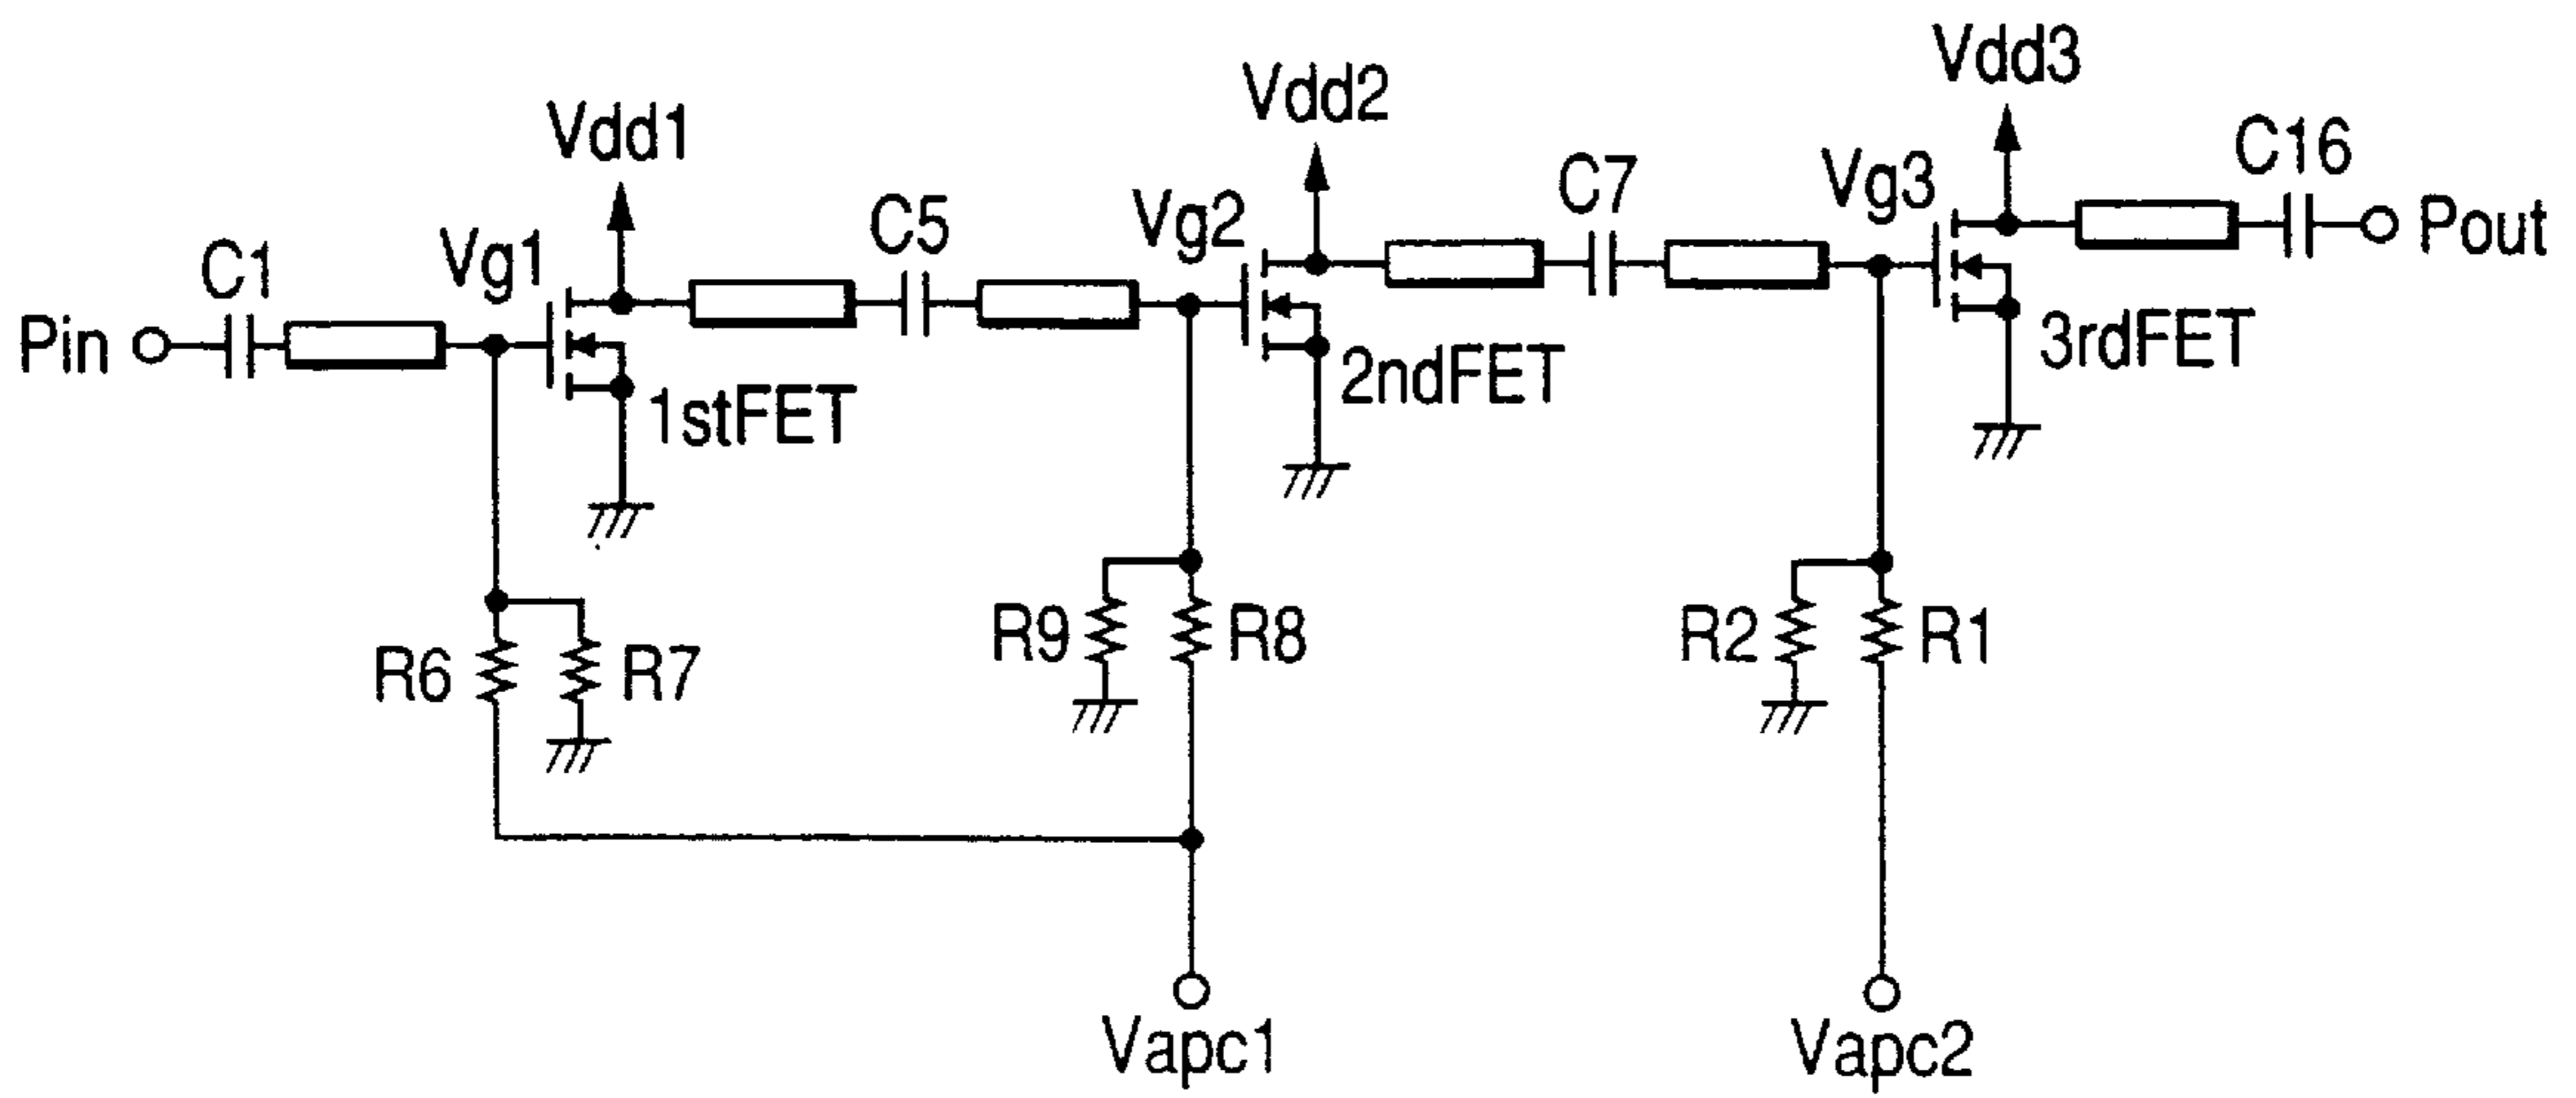 Vdd3
Vdd2
Vdd1
C16
C7
Vg3
Pout
C5
Vg2
C1
Vg1
Pin
3rdFET
2ndFET
1stFET
R9
R8
R2
R1
R6
R7
Vapc1
Vapc2